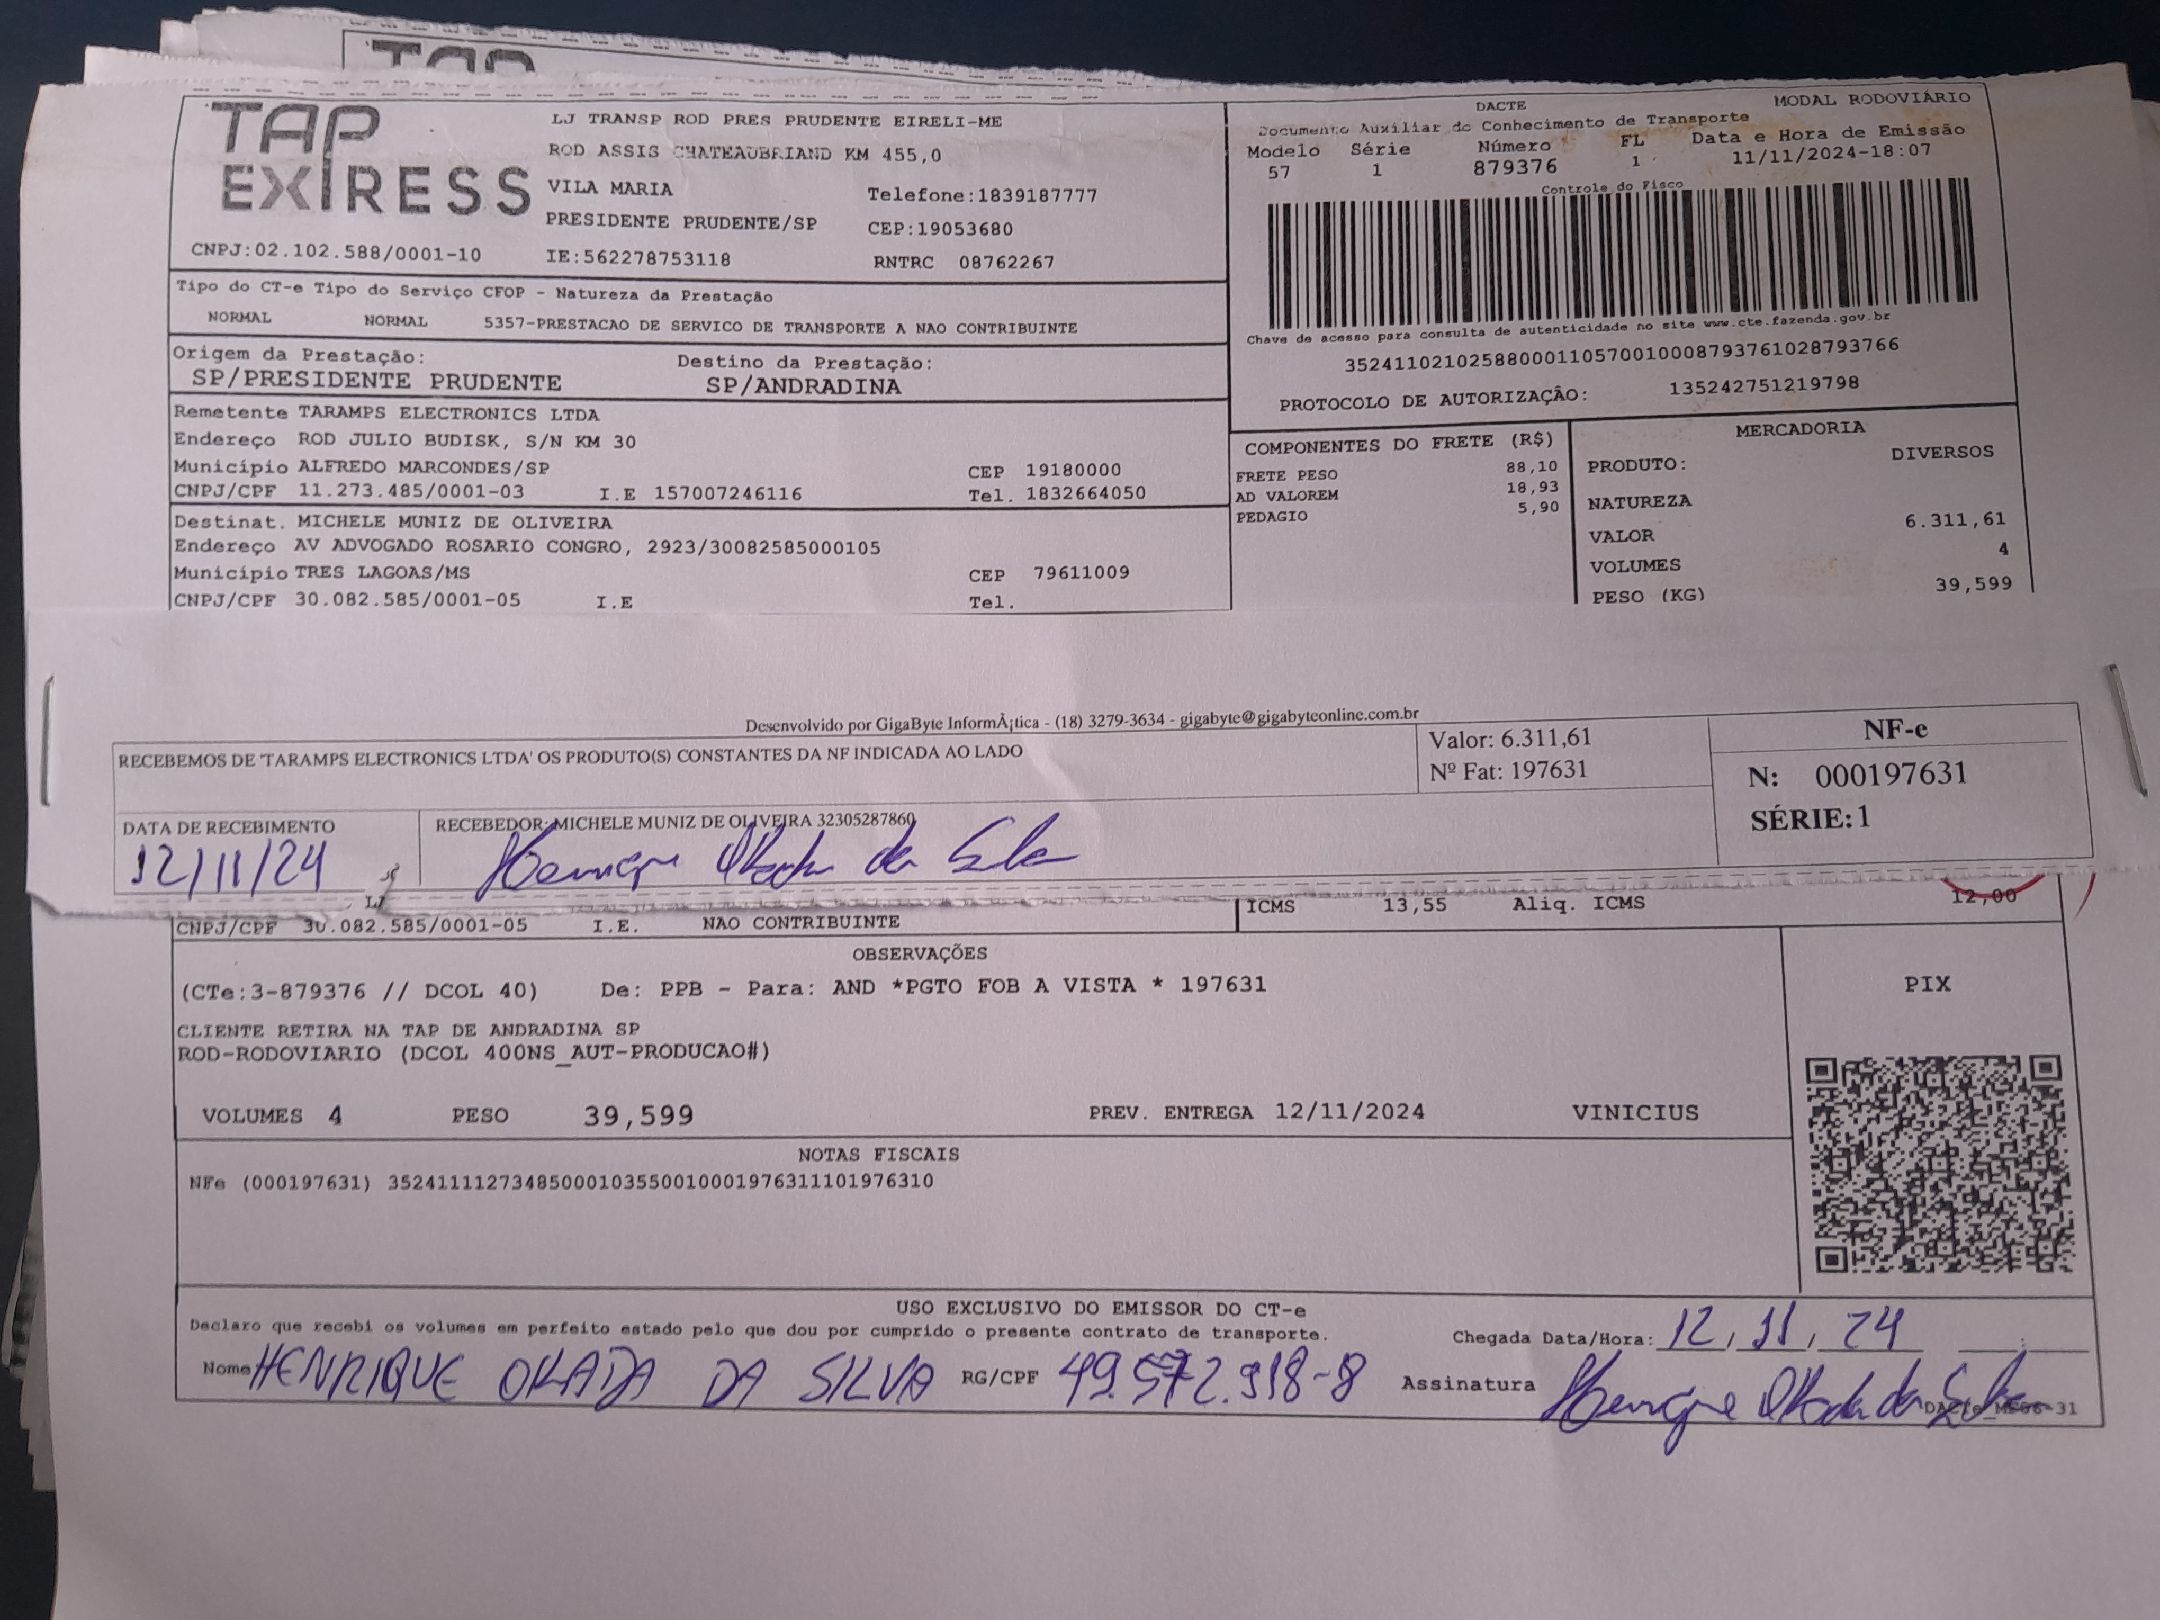 TAP
TAP
EXPRESS
LJ TRANSP ROD PRES PRUDENTE EIRELI-ME
ROD ASSIS CHATEAUBRIAND KM 455,0
VILA MARIA Telefone:1839187777
PRESIDENTE PRUDENTE/SP CEP:19053680
CNPJ:02.102.588/0001-10 IE:562278753118 RNTRC 08762267
DACTE MODAL RODOVIÁRIO
Documento Auxiliar do Conhecimento de Transporte
Modelo Série Número FL Data e Hora de Emissão
57 1 879376 1 11/11/2024-18:07
Controle do Fisco
Chave de acesso para consulta de autenticidade no site www.cte.fazenda.gov.br
35241102102588000110570010008793761028793766
PROTOCOLO DE AUTORIZAÇÂO: 135242751219798
Tipo do CT-e Tipo do Serviço CFOP - Natureza da Prestação
NORMAL NORMAL 5357-PRESTACAO DE SERVICO DE TRANSPORTE A NAO CONTRIBUINTE
Origem da Prestação: Destino da Prestação:
SP/PRESIDENTE PRUDENTE SP/ANDRADINA
Remetente TARAMPS ELECTRONICS LTDA
Endereço ROD JULIO BUDISK, S/N KM 30
Município ALFREDO MARCONDES/SP CEP 19180000
CNPJ/CPF 11.273.485/0001-03 I.E 157007246116 Tel. 1832664050
Destinat. MICHELE MUNIZ DE OLIVEIRA
Endereço AV ADVOGADO ROSARIO CONGRO, 2923/30082585000105
Município TRES LAGOAS/MS CEP 79611009
CNPJ/CPF 30.082.585/0001-05 I.E Tel.
COMPONENTES DO FRETE (R$)
FRETE PESO 88,10
AD VALOREM 18,93
PEDAGIO 5,90
MERCADORIA
PRODUTO: DIVERSOS
NATUREZA
VALOR 6.311,61
VOLUMES 4
PESO (KG) 39,599
Desenvolvido por GigaByte InformÃ¡tica - (18) 3279-3634 - gigabyte@gigabyteonline.com.br
RECEBEMOS DE 'TARAMPS ELECTRONICS LTDA' OS PRODUTO(S) CONSTANTES DA NF INDICADA AO LADO
Valor: 6.311,61
Nº Fat: 197631
NF-e
N: 000197631
SÉRIE: 1
DATA DE RECEBIMENTO
12/11/24
RECEBEDOR: MICHELE MUNIZ DE OLIVEIRA 32305287860
Henrique Okada da Silva
LJ
CNPJ/CPF 30.082.585/0001-05 I.E. NAO CONTRIBUINTE
ICMS 13,55 Aliq. ICMS 12,00
OBSERVAÇÕES
(CTe:3-879376 // DCOL 40) De: PPB - Para: AND *PGTO FOB A VISTA * 197631
CLIENTE RETIRA NA TAP DE ANDRADINA SP
ROD-RODOVIARIO (DCOL 400NS_AUT-PRODUCAO#)
VOLUMES 4 PESO 39,599 PREV. ENTREGA 12/11/2024 VINICIUS
PIX
NOTAS FISCAIS
NFe (000197631) 35241111273485000103550010001976311101976310
USO EXCLUSIVO DO EMISSOR DO CT-e
Declaro que recebi os volumes em perfeito estado pelo que dou por cumprido o presente contrato de transporte.
Chegada Data/Hora: 12, 11, 24 :
Nome HENRIQUE OKADA DA SILVA RG/CPF 49.572.918-8 Assinatura Henrique Okada da Silva